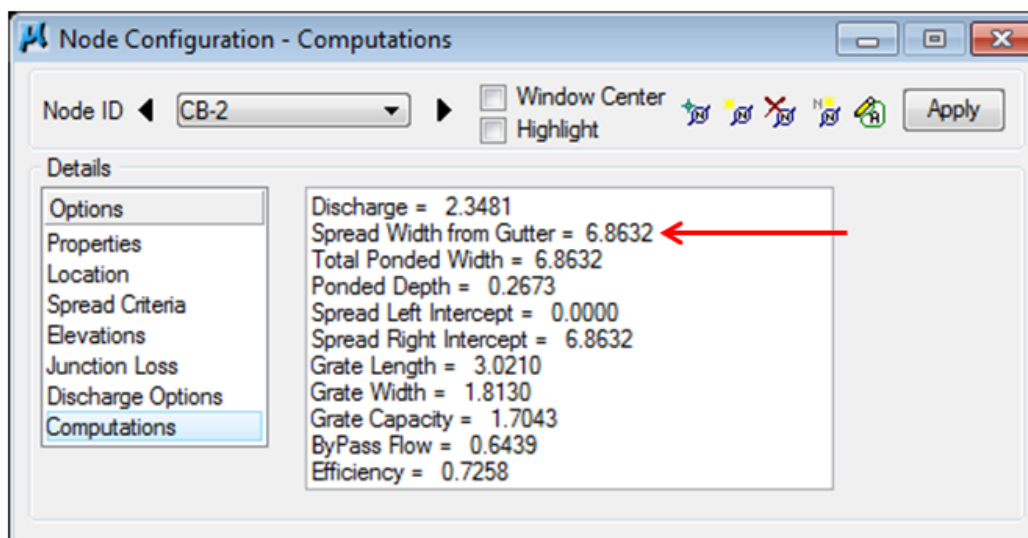 Node Configuration - Computations
Node ID CB-2 Window Center Apply
Highlight
Details
Options
Properties
Location
Spread Criteria
Elevations
Junction Loss
Discharge Options
Computations
Discharge = 2.3481
Spread Width from Gutter = 6.8632
Total Ponded Width = 6.8632
Ponded Depth = 0.2673
Spread Left Intercept = 0.0000
Spread Right Intercept = 6.8632
Grate Length = 3.0210
Grate Width = 1.8130
Grate Capacity = 1.7043
ByPass Flow = 0.6439
Efficiency = 0.7258